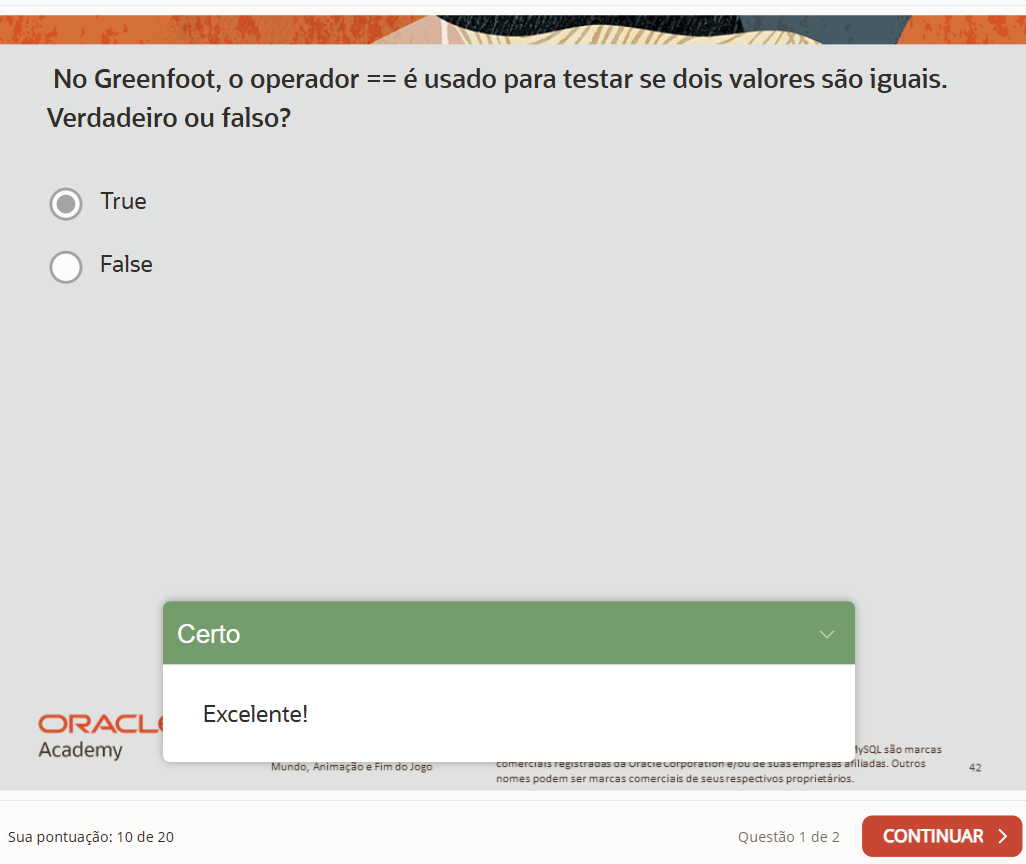 No Greenfoot, o operador == é usado para testar se dois valores são iguais.
Verdadeiro ou falso?
True
False
Certo
Excelente!
ORACLE
Academy
Mundo, Animação e Fim do Jogo
MySQL são marcas
comerciais registradas da Oracle Corporation e/ou de suas empresas afiliadas. Outros
nomes podem ser marcas comerciais de seus respectivos proprietários.
42
Sua pontuação: 10 de 20
Questão 1 de 2
CONTINUAR